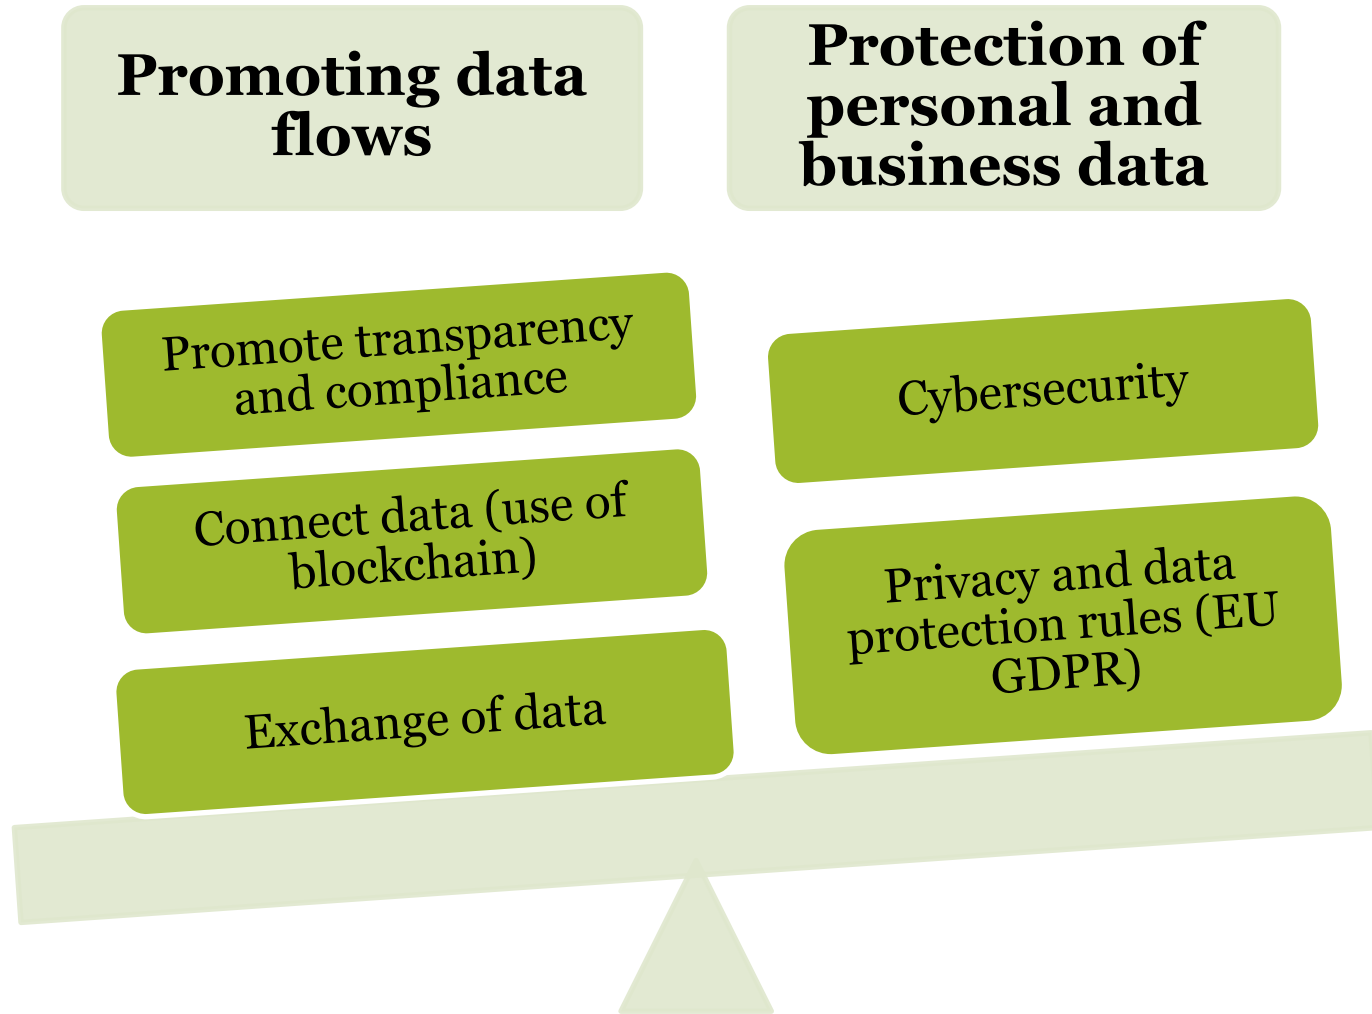 Promoting data
flows
Protection of
personal and
business data
Promote transparency
and compliance
Connect data (use of
blockchain)
Exchange of data
Cybersecurity
Privacy and data
protection rules (EU
GDPR)